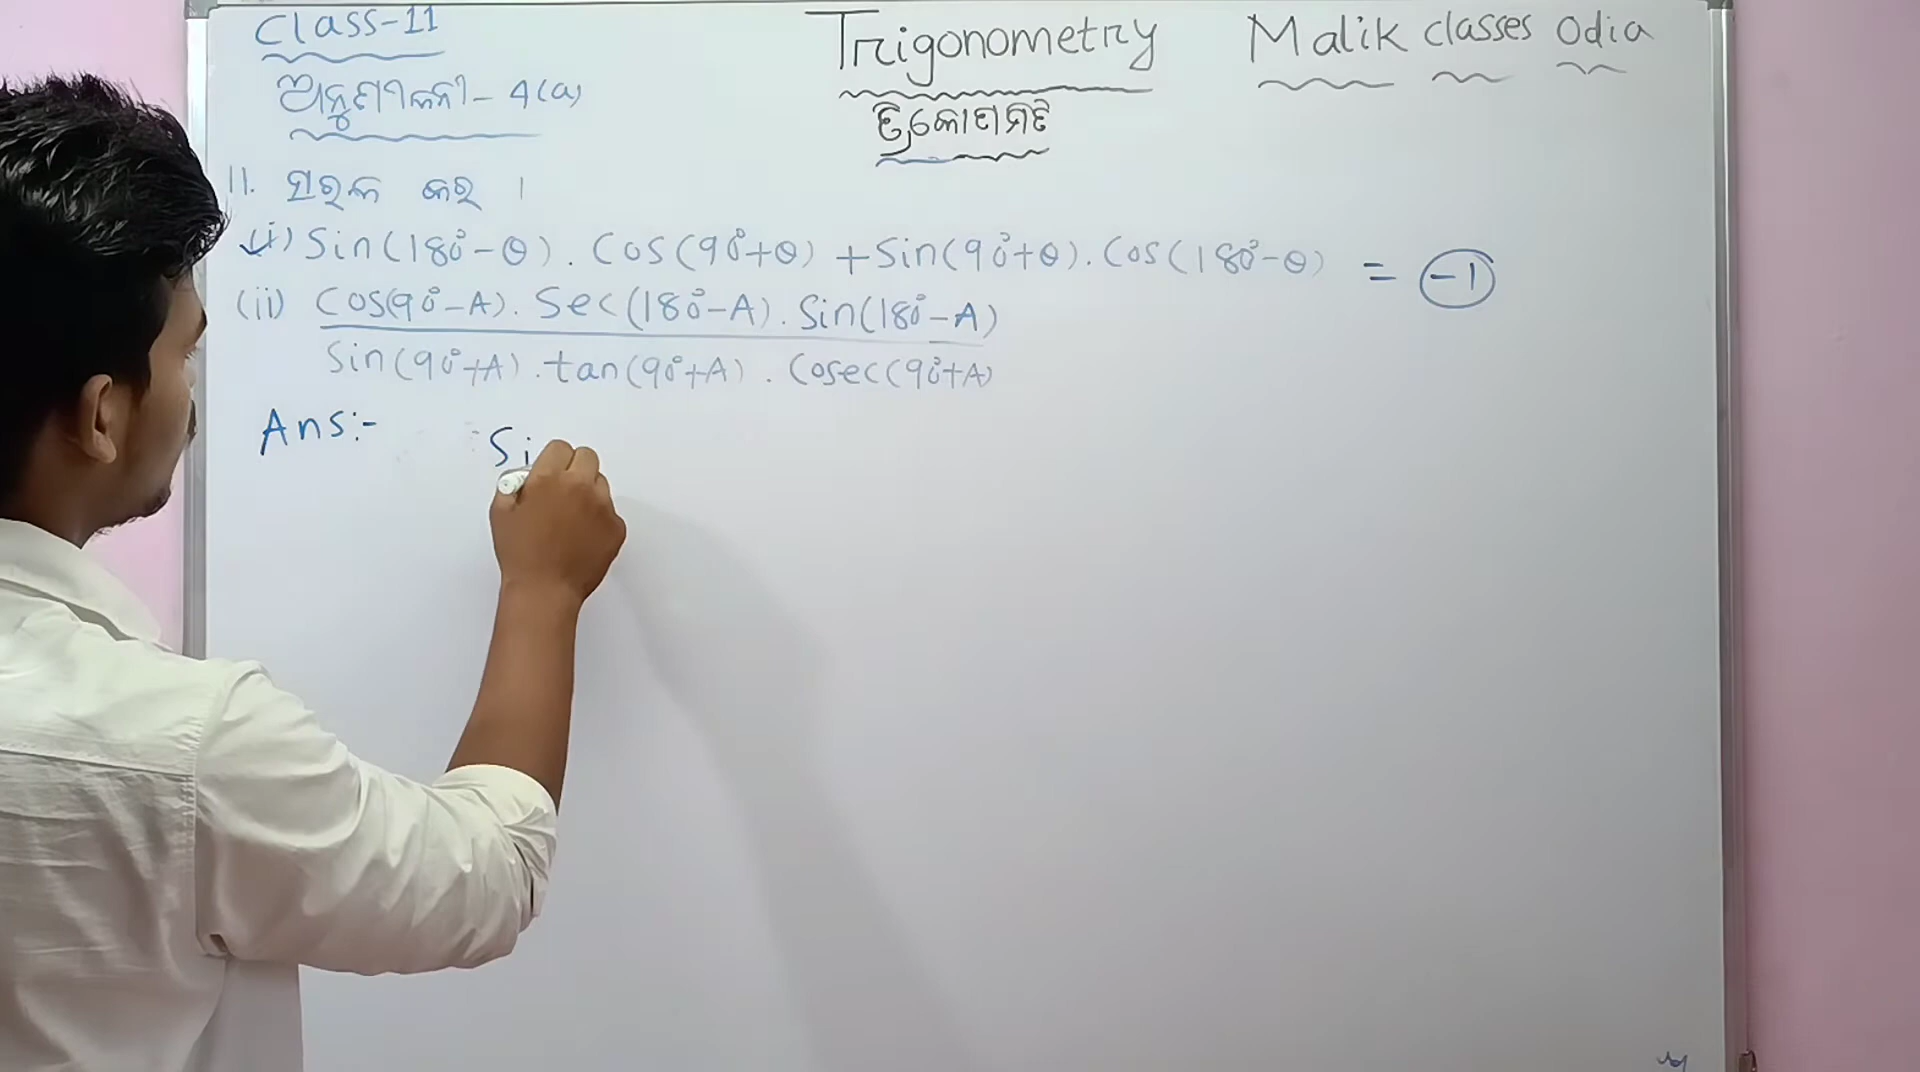 Class-11
Trigonometry
Malik classes Odia
ଅନୁଶୀଳନୀ - 4(a)
ତ୍ରିକୋଣମିତି
11. ସରଳ କର ।
(i) Sin(180°-θ). Cos(90°+θ) +Sin(90°+θ). Cos(180°-θ) = -1
(ii) Cos(90°-A). Sec(180°-A). Sin(180°-A)
Sin(90°+A). tan(90°+A). Cosec(90°+A)
Ans:- Si